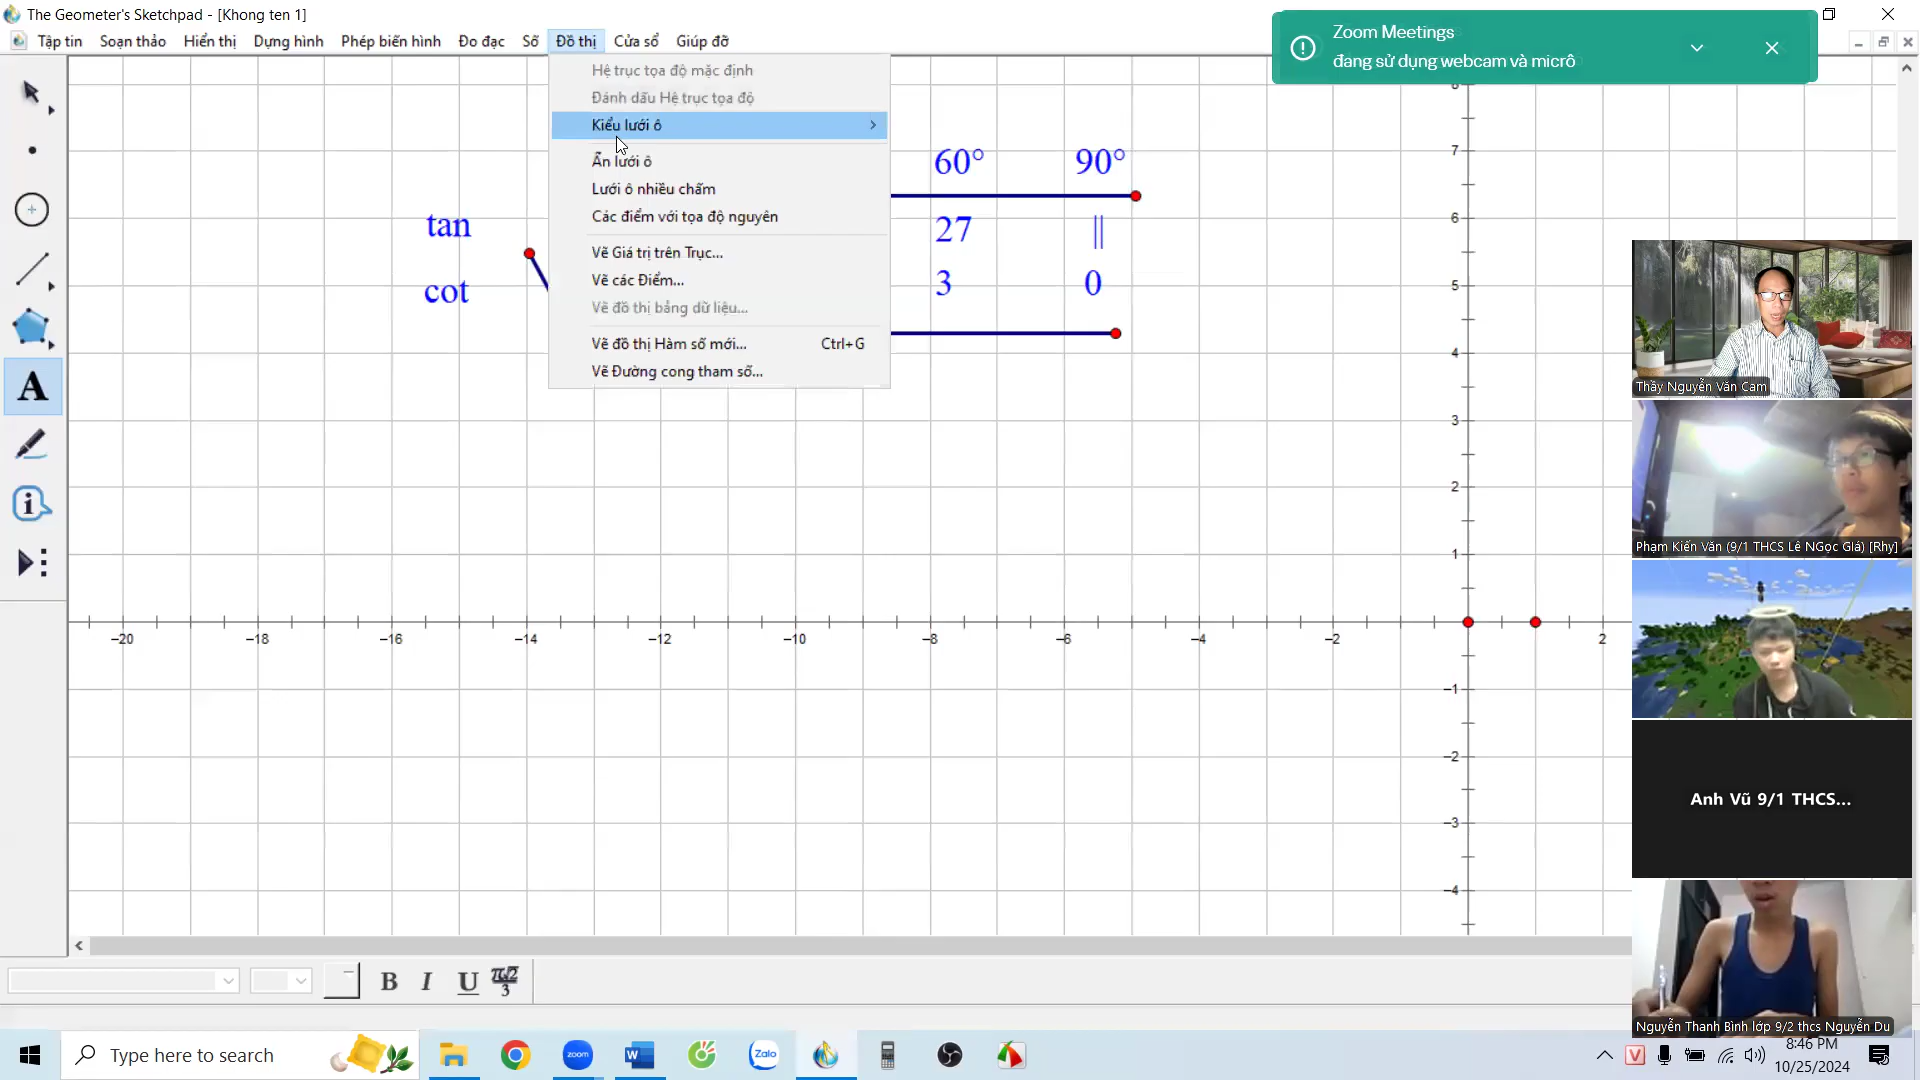 The Geometer's Sketchpad - [Khong ten 1]
Tập tin Soạn thảo Hiển thị Dựng hình Phép biến hình Đo đạc Số Đồ thị Cửa sổ Giúp đỡ
Zoom Meetings
đang sử dụng webcam và micrô
Hệ trục tọa độ mặc định
Đánh dấu Hệ trục tọa độ
Kiểu lưới ô
Ẩn lưới ô
Lưới ô nhiều chấm
Các điểm với tọa độ nguyên
Vẽ Giá trị trên Trục...
Vẽ các Điểm...
Vẽ đồ thị bảng dữ liệu...
Vẽ đồ thị Hàm số mới... Ctrl+G
Vẽ Đường cong tham số...
60° 90°
tan 27 ||
cot 3 0
8
7
6
5
4
3
2
1
-20 -18 -16 -14 -12 -10 -8 -6 -4 -2 2
-1
-2
-3
-4
A
Thầy Nguyễn Văn Cam
Phạm Kiến Văn (9/1 THCS Lê NGọc GIá) [Rhy]
Anh Vũ 9/1 THCS...
Nguyễn Thanh Bình lớp 9/2 thcs Nguyễn Du
B I U
Type here to search
zoom
Zalo
8:46 PM
10/25/2024